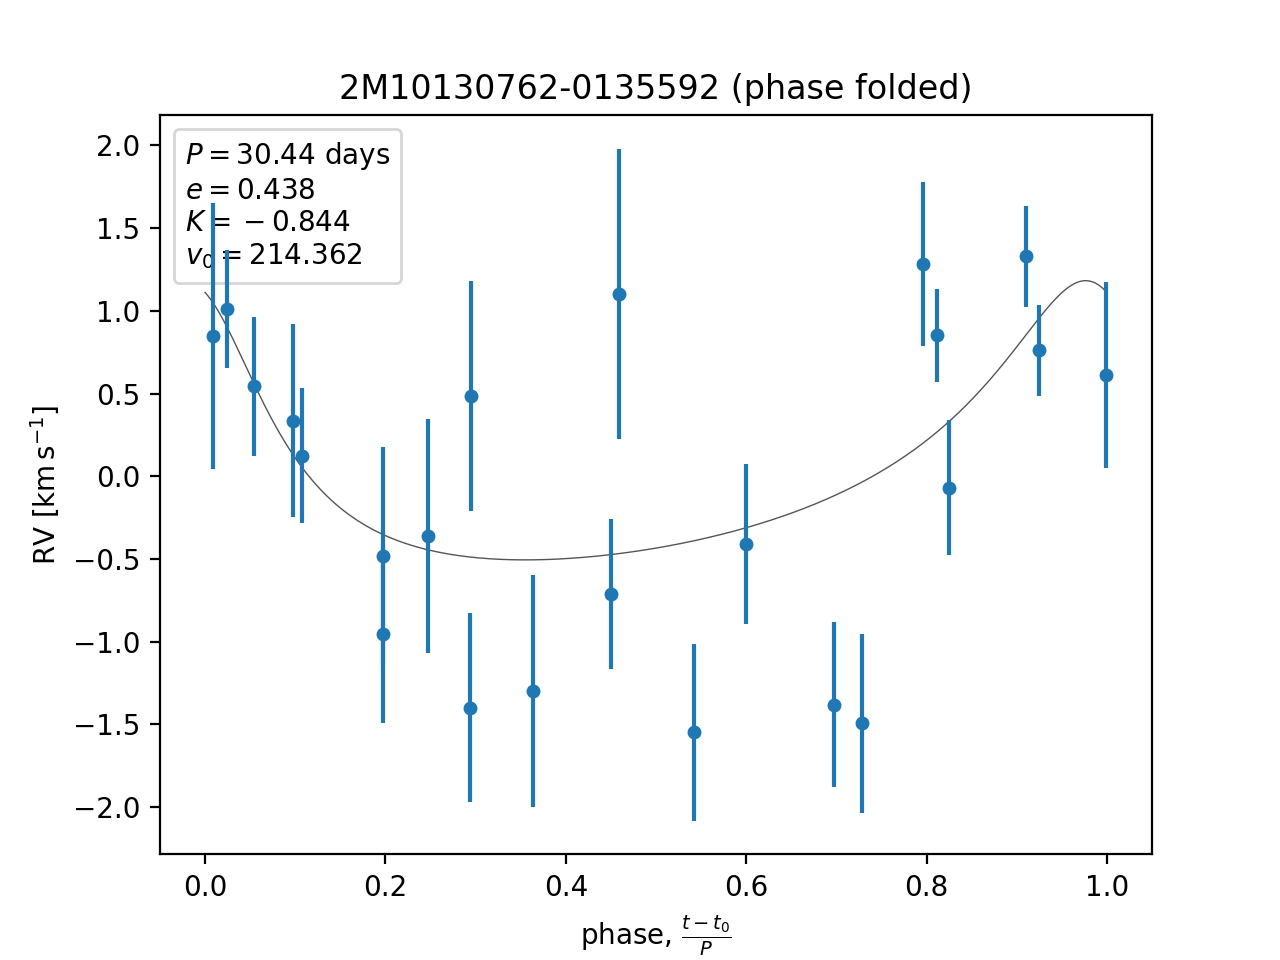 2M10130762-0135592 (phase folded)
P = 30.44 days
e = 0.438
K = −0.844
v₀ = 214.362
2.0
1.5
1.0
0.5
0.0
−0.5
−1.0
−1.5
−2.0
RV [km s⁻¹]
0.0 0.2 0.4 0.6 0.8 1.0
phase, (t − t₀)/P